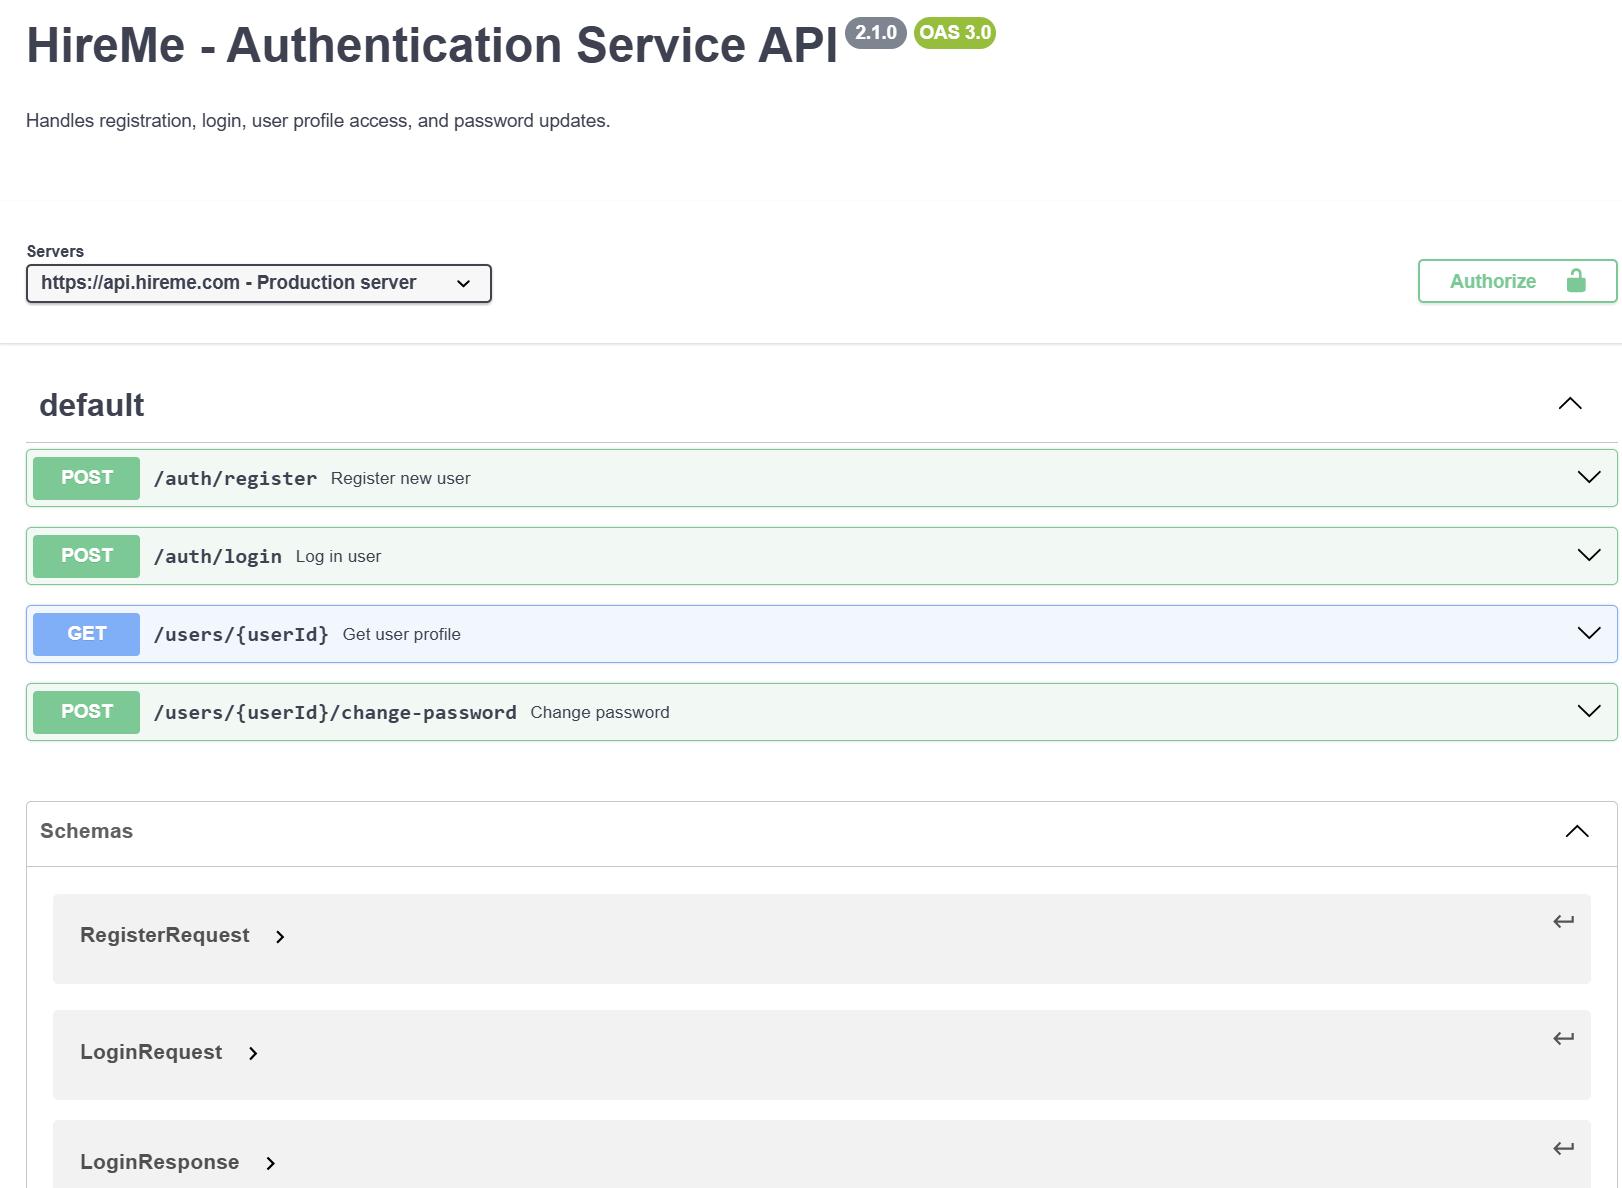 HireMe - Authentication Service API 2.1.0 OAS 3.0
Handles registration, login, user profile access, and password updates.
Servers
https://api.hireme.com - Production server
Authorize
default
POST /auth/register Register new user
POST /auth/login Log in user
GET /users/{userId} Get user profile
POST /users/{userId}/change-password Change password
Schemas
RegisterRequest
LoginRequest
LoginResponse